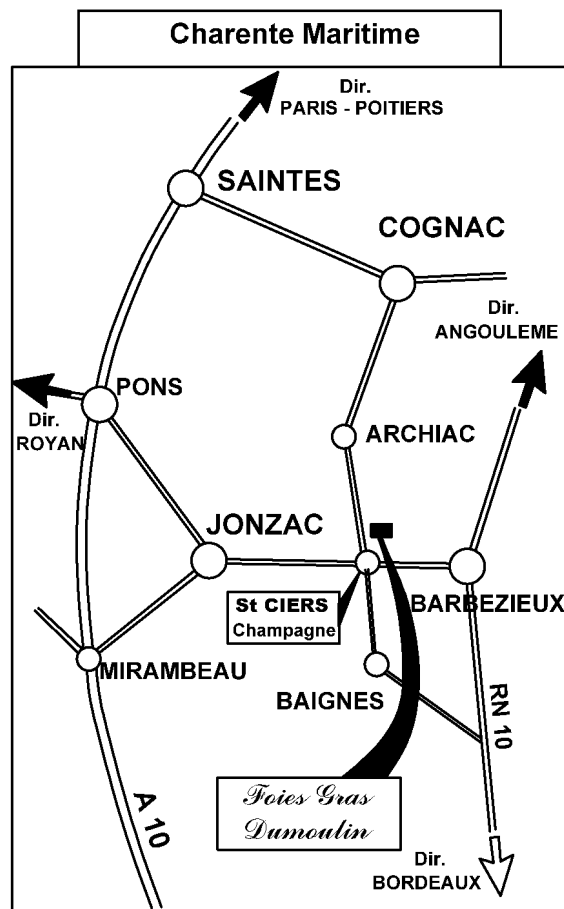 Charente Maritime
Dir.
PARIS - POITIERS
SAINTES
COGNAC
Dir.
ANGOULEME
PONS
Dir.
ROYAN
ARCHIAC
JONZAC
St CIERS
Champagne
BARBEZIEUX
MIRAMBEAU
BAIGNES
RN 10
A 10
Foies Gras
Dumoulin
Dir.
BORDEAUX